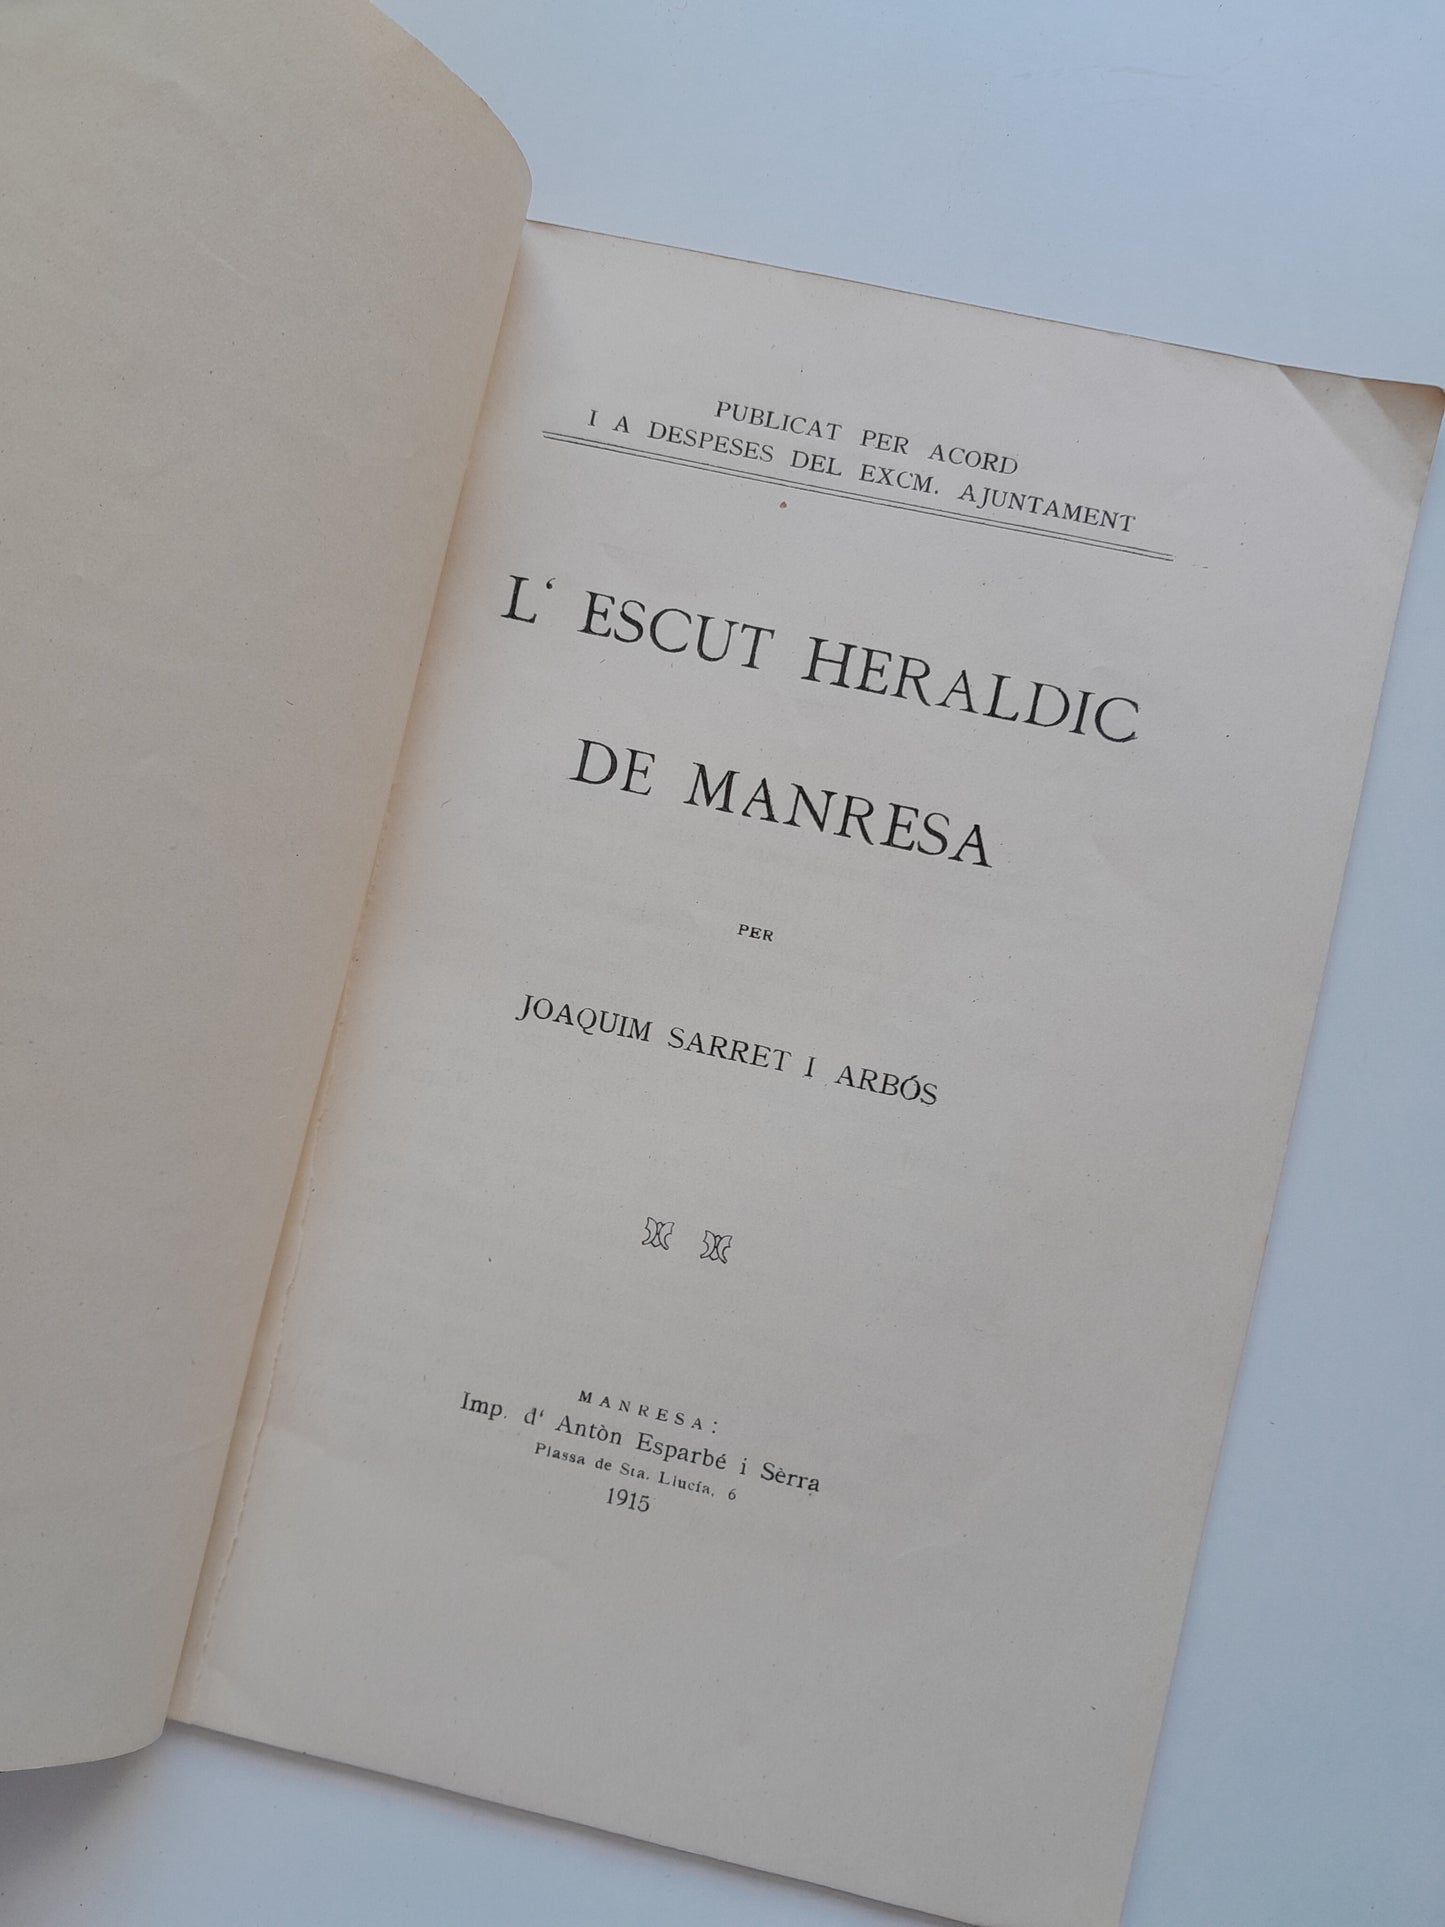 PUBLICAT PER ACORD
I A DESPESES DEL EXCM. AJUNTAMENT
L‘ ESCUT HERALDIC
DE MANRESA
PER
JOAQUIM SARRET I ARBÓS
MANRESA:
Imp. d‘ Antòn Esparbé i Sèrra
Plassa de Sta. Llucía, 6
1915